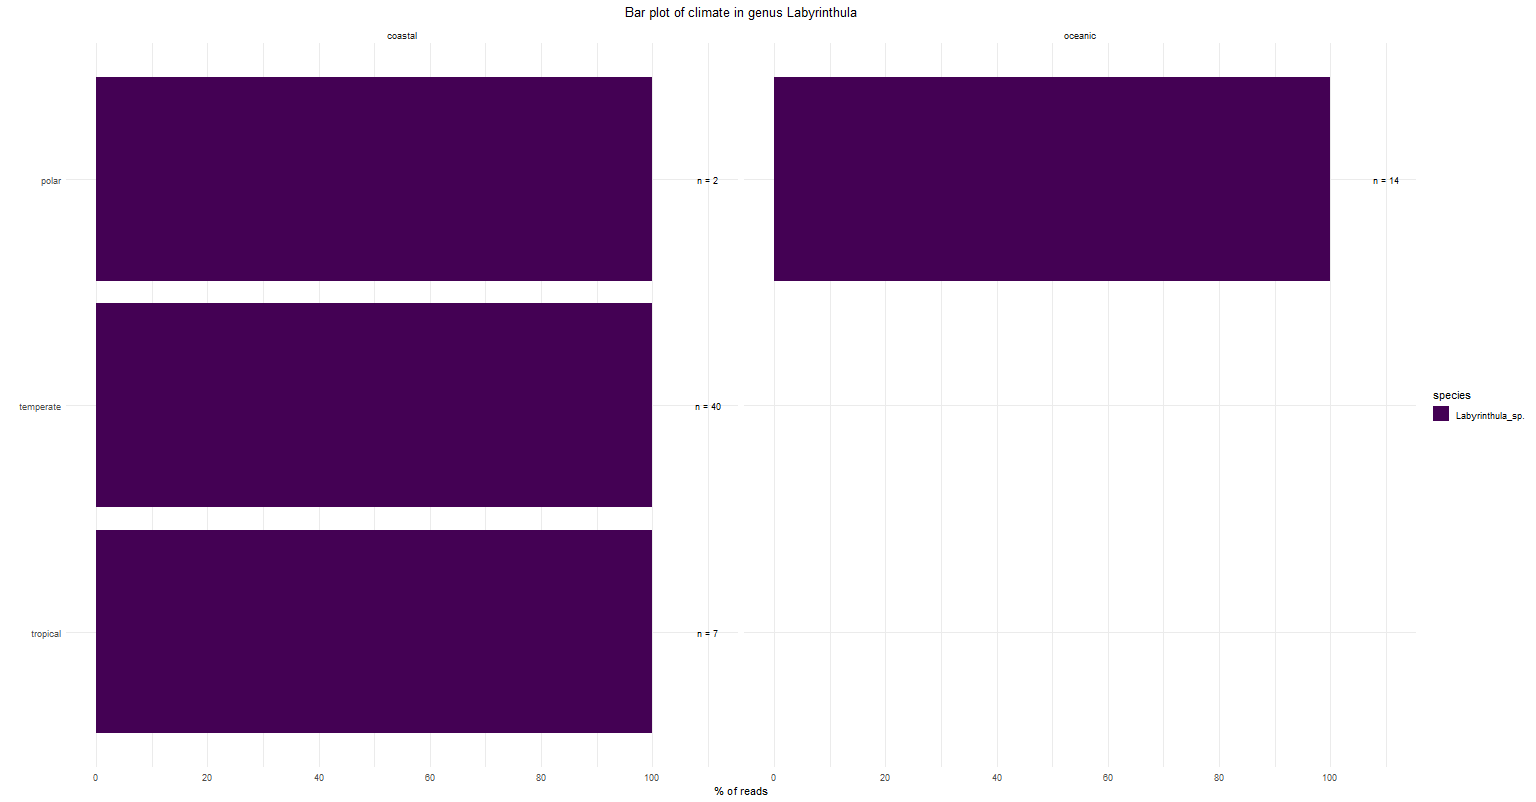 Bar plot of climate in genus Labyrinthula
coastal
oceanic
polar
n = 2
n = 14
temperate
n = 40
tropical
n = 7
species
Labyrinthula_sp.
0 20 40 60 80 100
0 20 40 60 80 100
% of reads